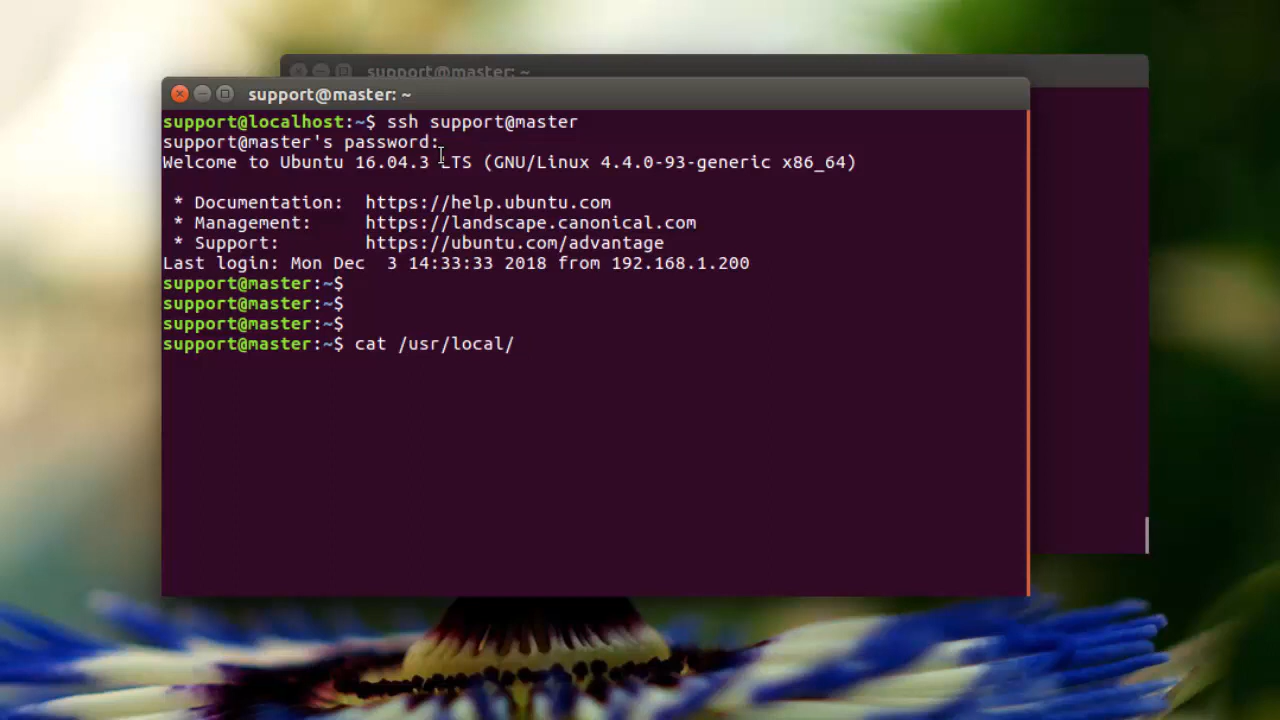 support@master: ~
support@master: ~
support@localhost:~$ ssh support@master
support@master's password:
Welcome to Ubuntu 16.04.3 LTS (GNU/Linux 4.4.0-93-generic x86_64)
* Documentation:  https://help.ubuntu.com
* Management:     https://landscape.canonical.com
* Support:        https://ubuntu.com/advantage
Last login: Mon Dec  3 14:33:33 2018 from 192.168.1.200
support@master:~$
support@master:~$
support@master:~$
support@master:~$ cat /usr/local/